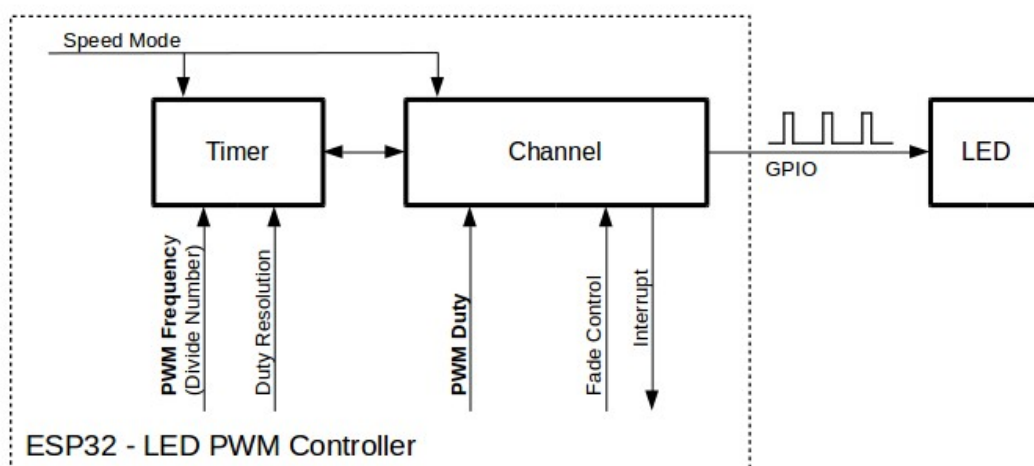 Speed Mode
Timer
Channel
GPIO
LED
PWM Frequency
(Divide Number)
Duty Resolution
PWM Duty
Fade Control
Interrupt
ESP32 - LED PWM Controller